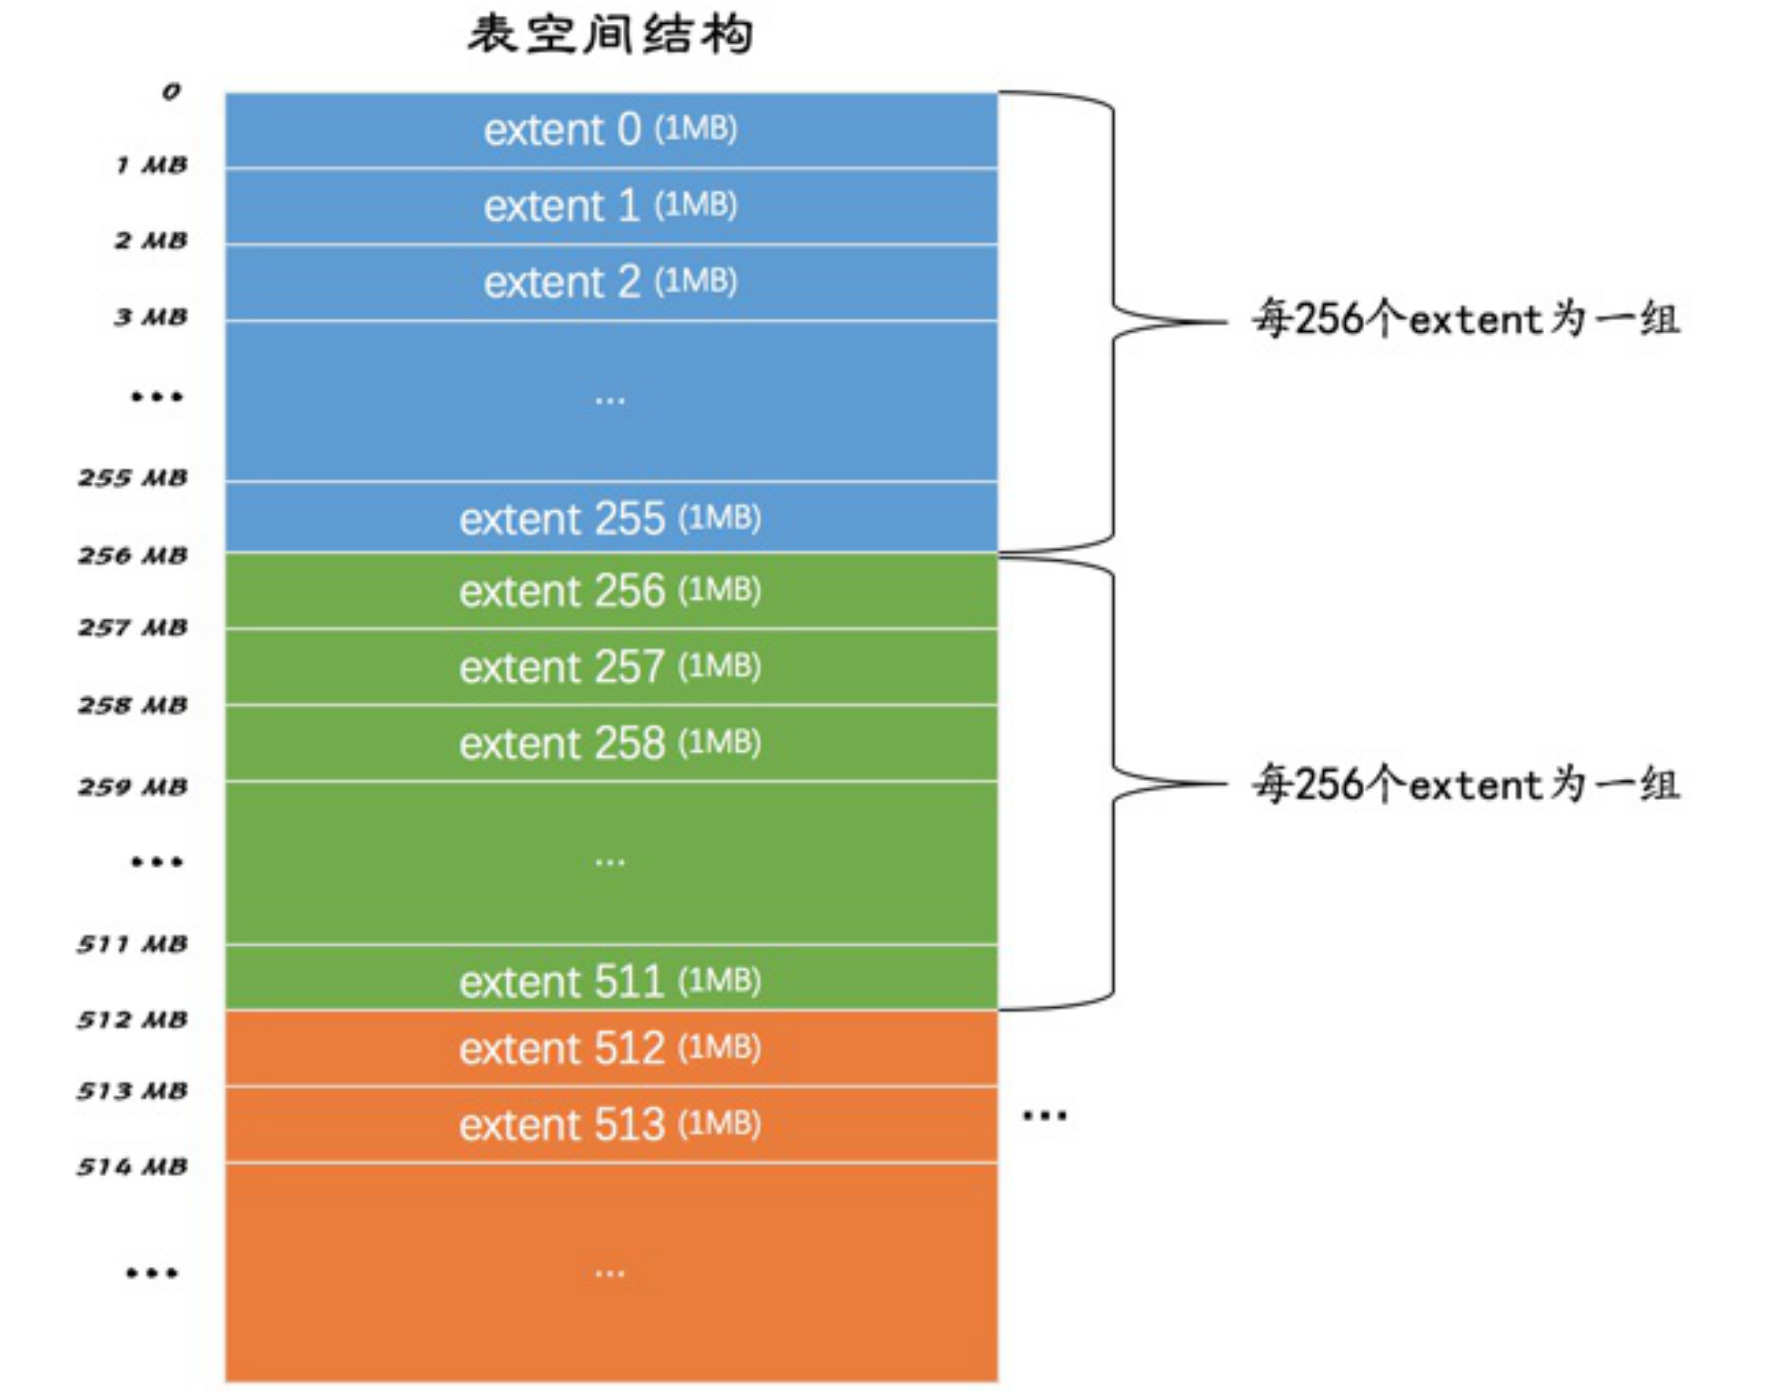 表空间结构
0
extent 0 (1MB)
1 MB
extent 1 (1MB)
2 MB
extent 2 (1MB)
3 MB
每256个extent为一组
...
...
255 MB
extent 255 (1MB)
256 MB
extent 256 (1MB)
257 MB
extent 257 (1MB)
258 MB
extent 258 (1MB)
259 MB
每256个extent为一组
...
...
511 MB
extent 511 (1MB)
512 MB
extent 512 (1MB)
513 MB
extent 513 (1MB)
...
514 MB
...
...